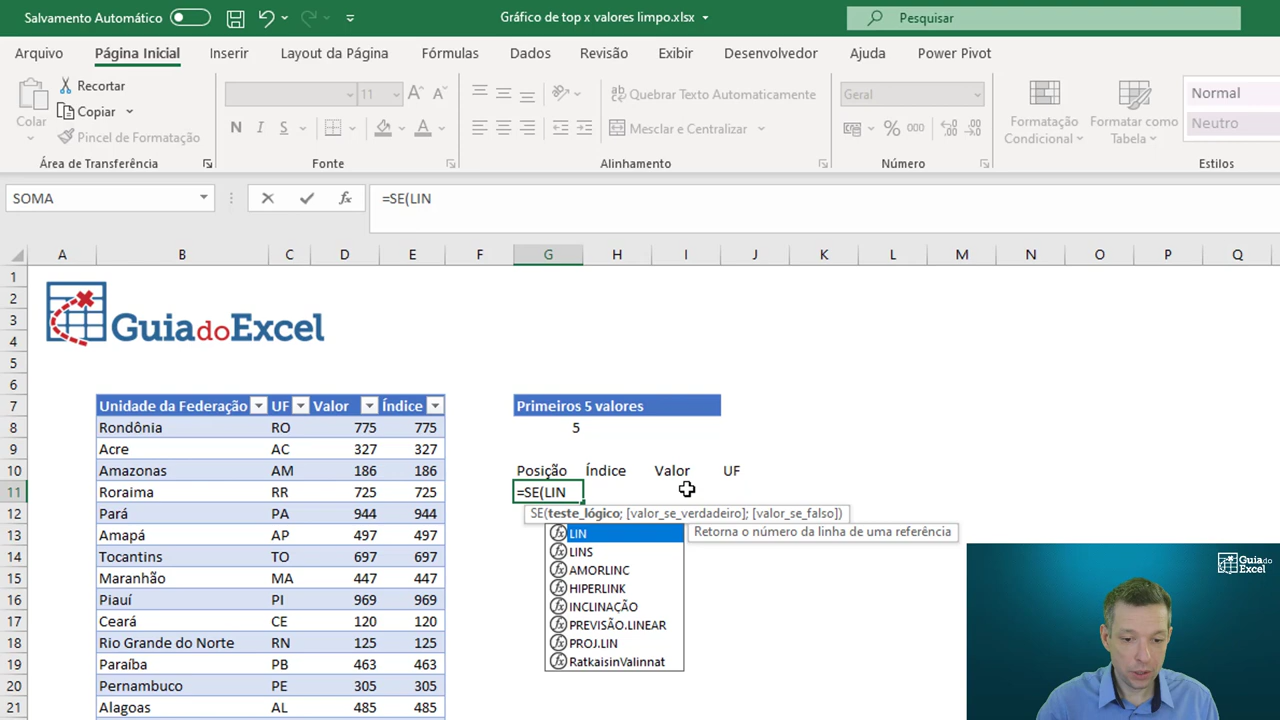 Salvamento Automático
Gráfico de top x valores limpo.xlsx
Pesquisar
Arquivo Página Inicial Inserir Layout da Página Fórmulas Dados Revisão Exibir Desenvolvedor Ajuda Power Pivot
Colar
Recortar
Copiar
Pincel de Formatação
Área de Transferência
11
N I S
Fonte
Quebrar Texto Automaticamente
Mesclar e Centralizar
Alinhamento
Geral
% 000
Número
Formatação Condicional
Formatar como Tabela
Normal
Neutro
Estilos
SOMA
fx
=SE(LIN
A B C D E F G H I J K L M N O P Q
1
2
3
4
5
6
7
8
9
10
11
12
13
14
15
16
17
18
19
20
21
GuiadoExcel
Unidade da Federação UF Valor Índice
Rondônia RO 775 775
Acre AC 327 327
Amazonas AM 186 186
Roraima RR 725 725
Pará PA 944 944
Amapá AP 497 497
Tocantins TO 697 697
Maranhão MA 447 447
Piauí PI 969 969
Ceará CE 120 120
Rio Grande do Norte RN 125 125
Paraíba PB 463 463
Pernambuco PE 305 305
Alagoas AL 485 485
Primeiros 5 valores
5
Posição Índice Valor UF
=SE(LIN
SE(teste_lógico; [valor_se_verdadeiro]; [valor_se_falso])
LIN
LINS
AMORLINC
HIPERLINK
INCLINAÇÃO
PREVISÃO.LINEAR
PROJ.LIN
RatkaisinValinnat
Retorna o número da linha de uma referência
Guiado
Excel